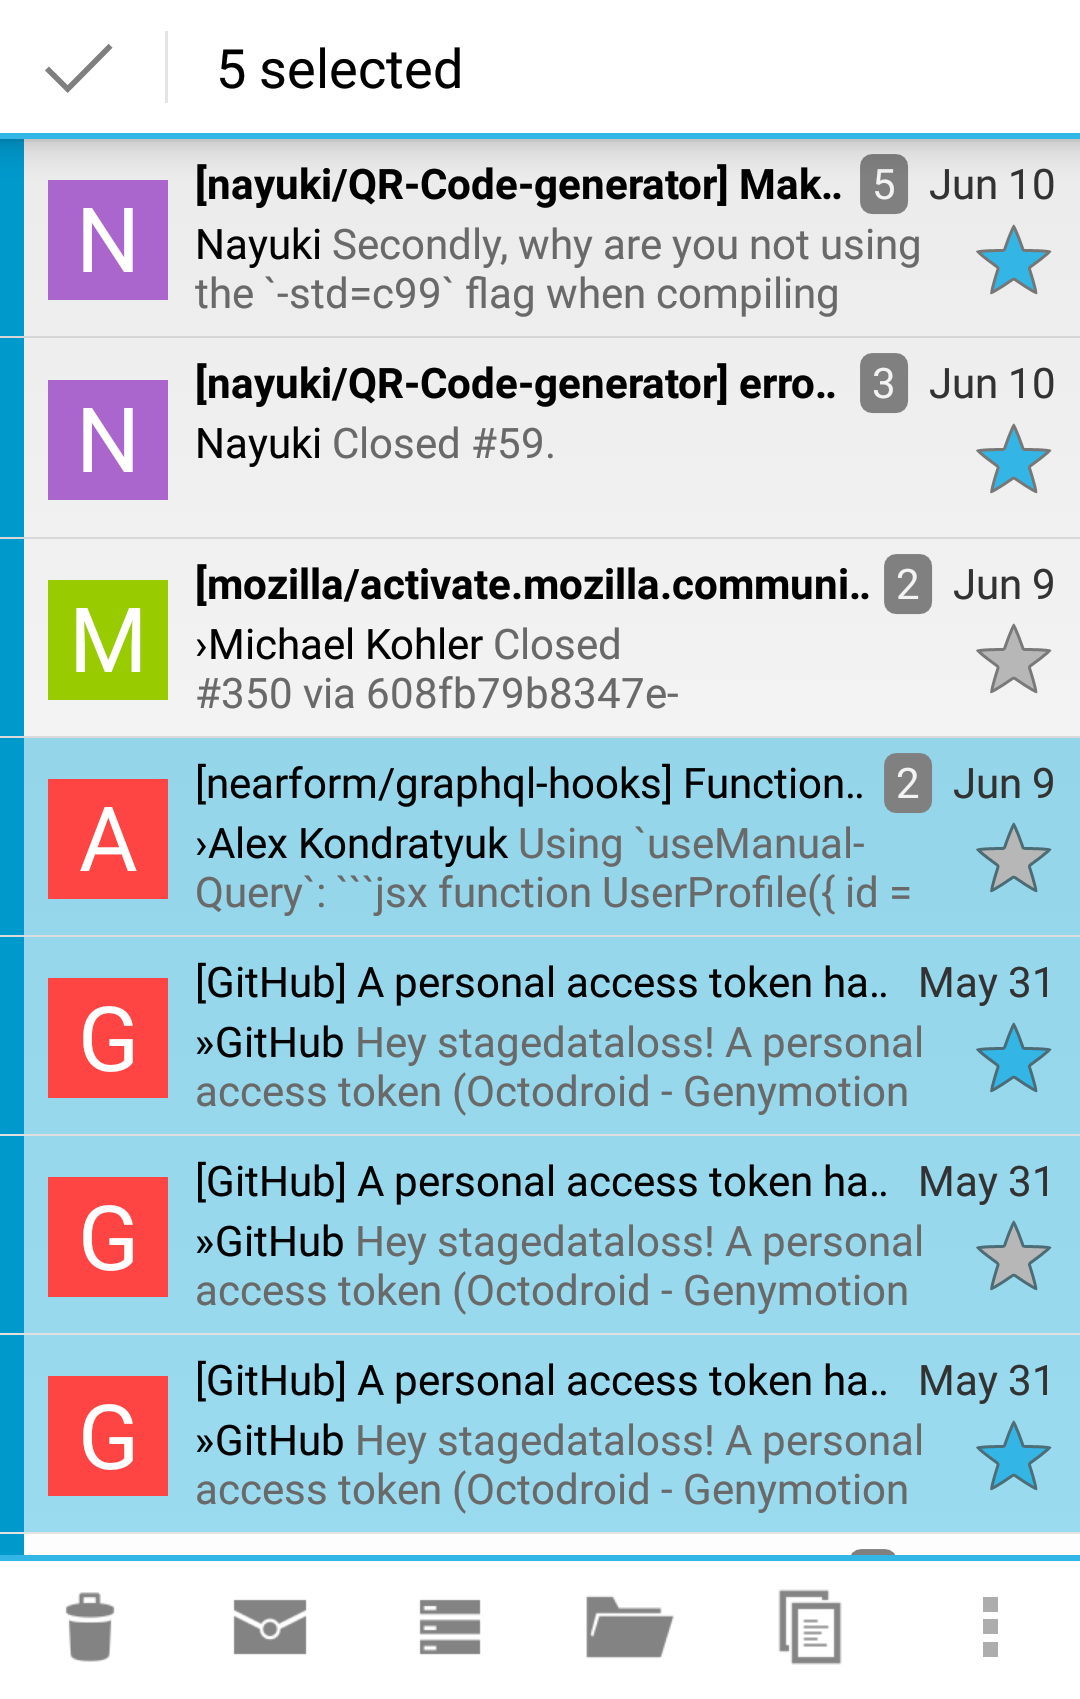 5 selected
[nayuki/QR-Code-generator] Mak.. 5 Jun 10
N
Nayuki Secondly, why are you not using
the `-std=c99` flag when compiling
[nayuki/QR-Code-generator] erro.. 3 Jun 10
N
Nayuki Closed #59.
[mozilla/activate.mozilla.communi.. 2 Jun 9
M
›Michael Kohler Closed
#350 via 608fb79b8347e-
[nearform/graphql-hooks] Function.. 2 Jun 9
A
›Alex Kondratyuk Using `useManual-
Query`: ```jsx function UserProfile({ id =
[GitHub] A personal access token ha.. May 31
G
»GitHub Hey stagedataloss! A personal
access token (Octodroid - Genymotion
[GitHub] A personal access token ha.. May 31
G
»GitHub Hey stagedataloss! A personal
access token (Octodroid - Genymotion
[GitHub] A personal access token ha.. May 31
G
»GitHub Hey stagedataloss! A personal
access token (Octodroid - Genymotion